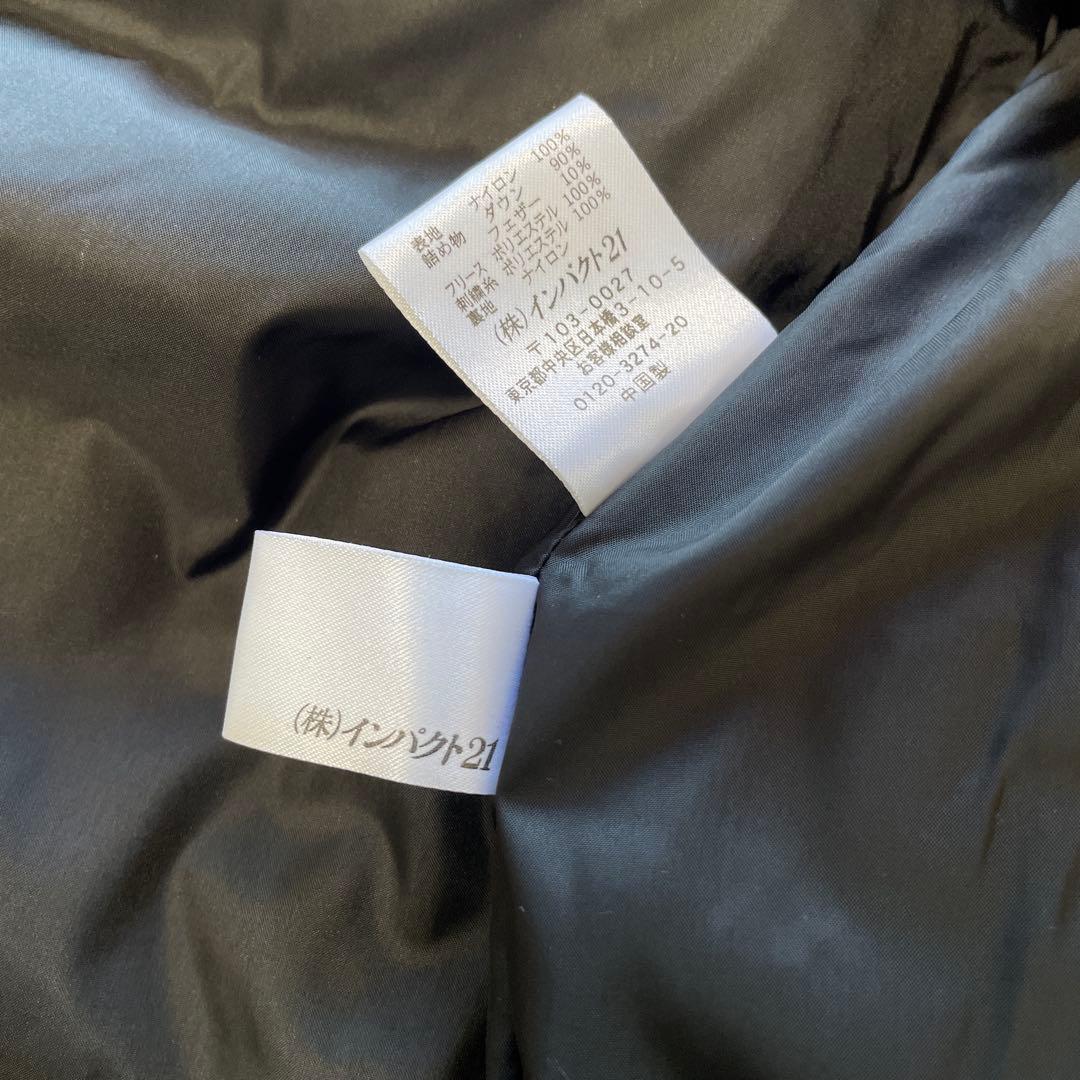 表地 ナイロン 100%
詰め物 ダウン 90%
フェザー 10%
フリース ポリエステル 100%
刺繍糸 ポリエステル 100%
裏地 ナイロン
(株)インパクト21
〒103-0027
東京都中央区日本橋3-10-5
お客様相談室
0120-3274-20
中国製
(株)インパクト21